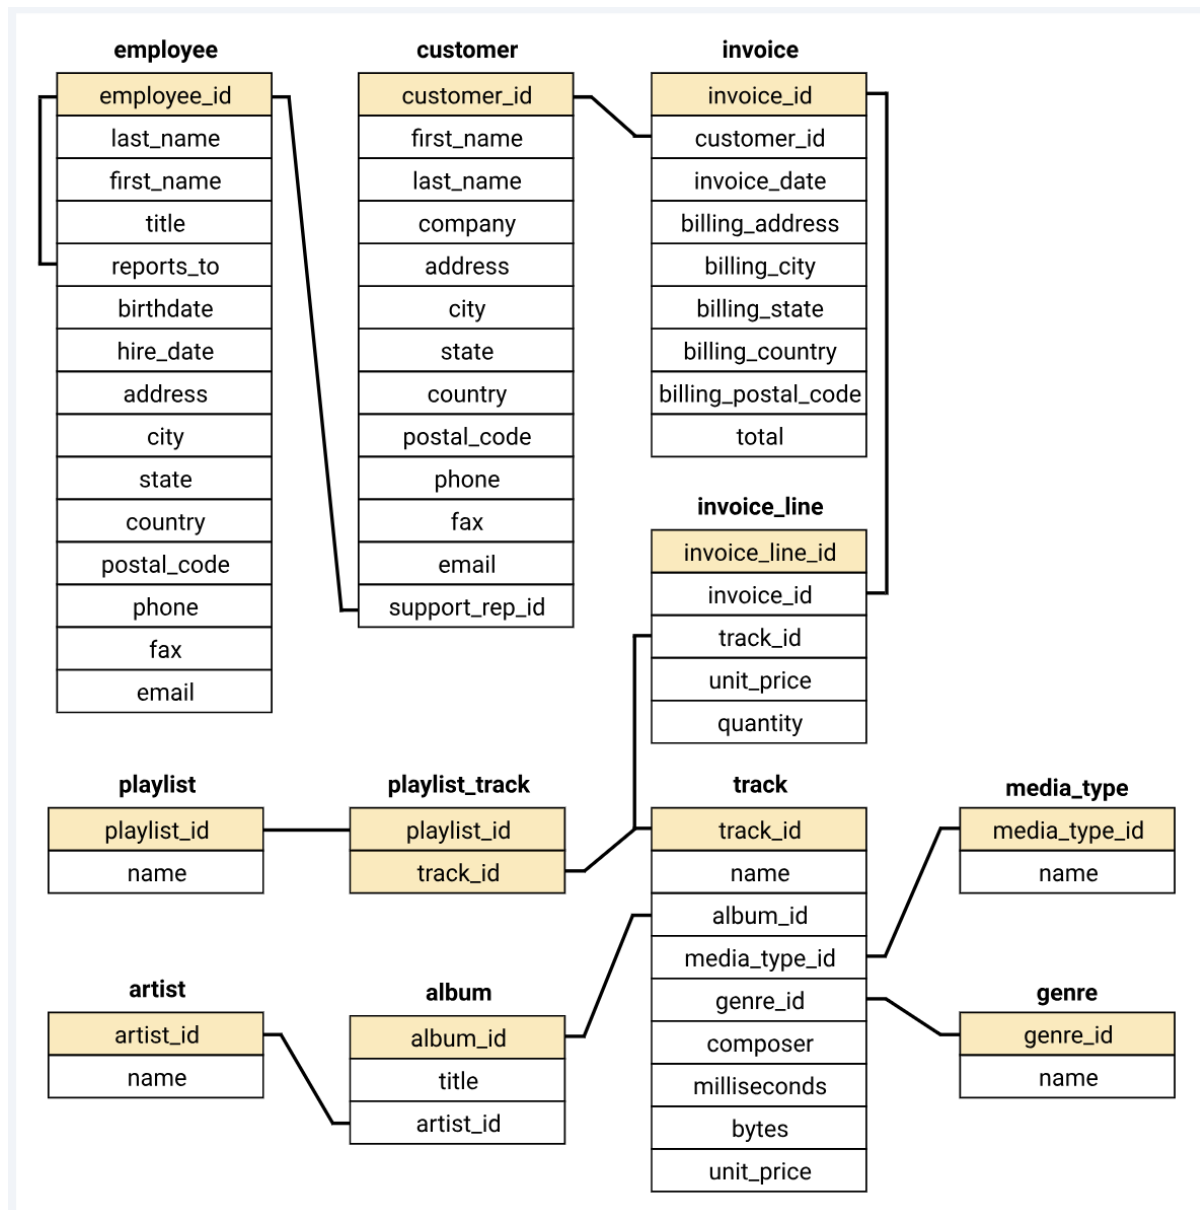 employee
employee_id
last_name
first_name
title
reports_to
birthdate
hire_date
address
city
state
country
postal_code
phone
fax
email
customer
customer_id
first_name
last_name
company
address
city
state
country
postal_code
phone
fax
email
support_rep_id
invoice
invoice_id
customer_id
invoice_date
billing_address
billing_city
billing_state
billing_country
billing_postal_code
total
invoice_line
invoice_line_id
invoice_id
track_id
unit_price
quantity
playlist
playlist_id
name
playlist_track
playlist_id
track_id
track
track_id
name
album_id
media_type_id
genre_id
composer
milliseconds
bytes
unit_price
media_type
media_type_id
name
artist
artist_id
name
album
album_id
title
artist_id
genre
genre_id
name